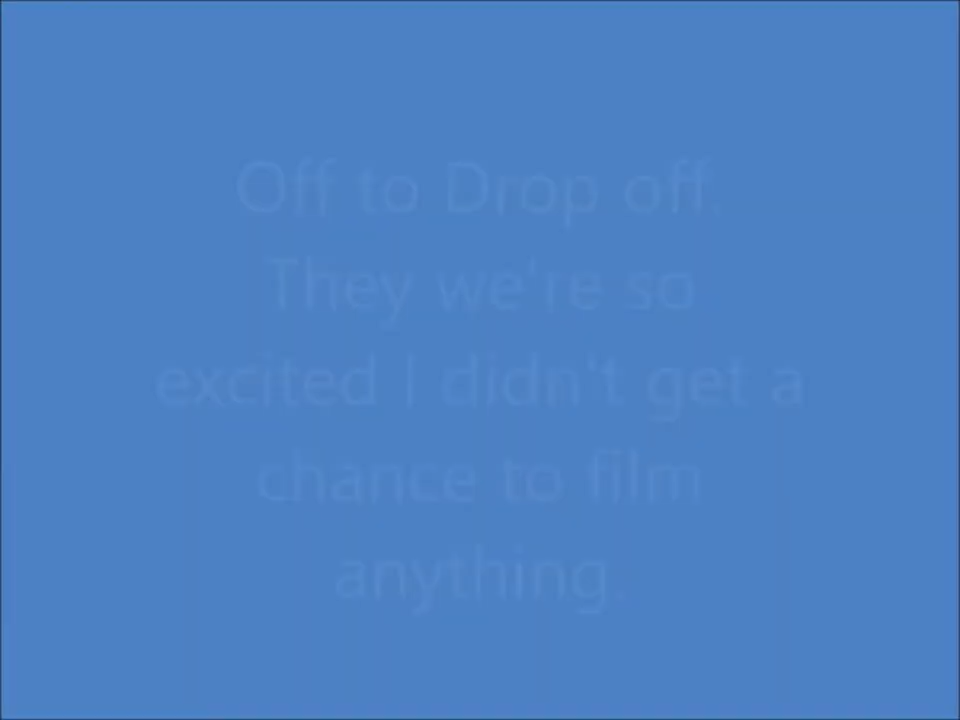 Off to Drop off.
They we're so
excited I didn't get a
chance to film
anything.